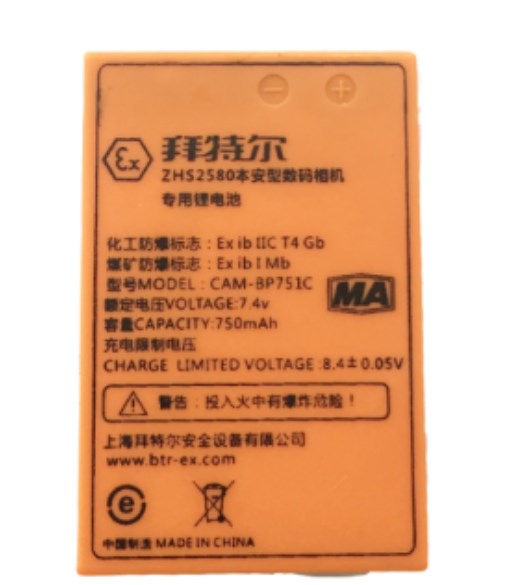 − +
Ex 拜特尔
ZHS2580本安型数码相机
专用锂电池
化工防爆标志：Ex ib IIC T4 Gb
煤矿防爆标志：Ex ib I Mb
型号MODEL：CAM-BP751C
MA
额定电压VOLTAGE:7.4v
容量CAPACITY:750mAh
充电限制电压
CHARGE LIMITED VOLTAGE :8.4±0.05V
警告：投入火中有爆炸危险！
上海拜特尔安全设备有限公司
www.btr-ex.com
e
中国制造 MADE IN CHINA